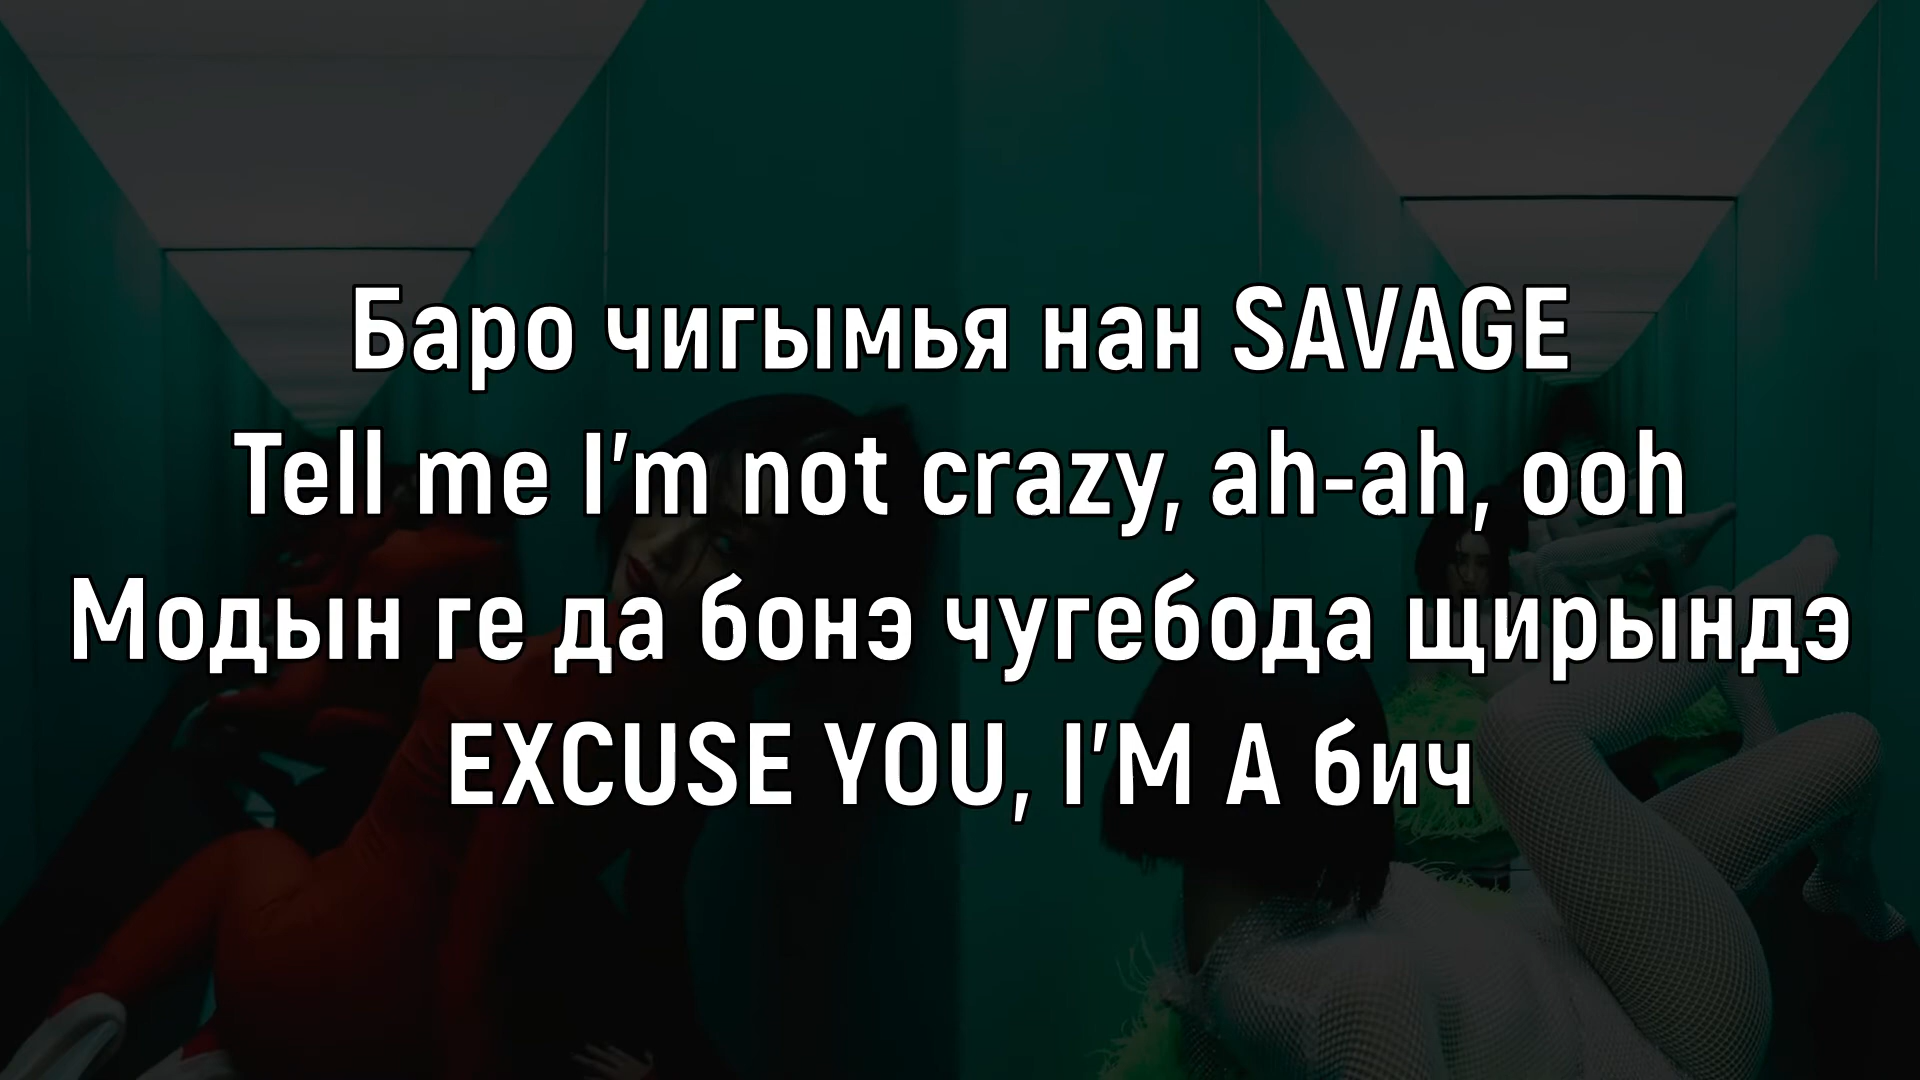 Баро чигымья нан SAVAGE
Tell me I'm not crazy, ah-ah, ooh
Модын ге да бонэ чугебода щирындэ
EXCUSE YOU, I'M A бич